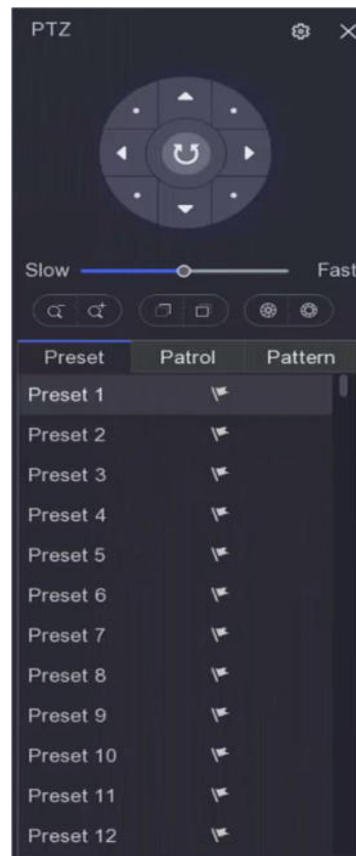 PTZ
Slow Fast
Preset Patrol Pattern
Preset 1
Preset 2
Preset 3
Preset 4
Preset 5
Preset 6
Preset 7
Preset 8
Preset 9
Preset 10
Preset 11
Preset 12